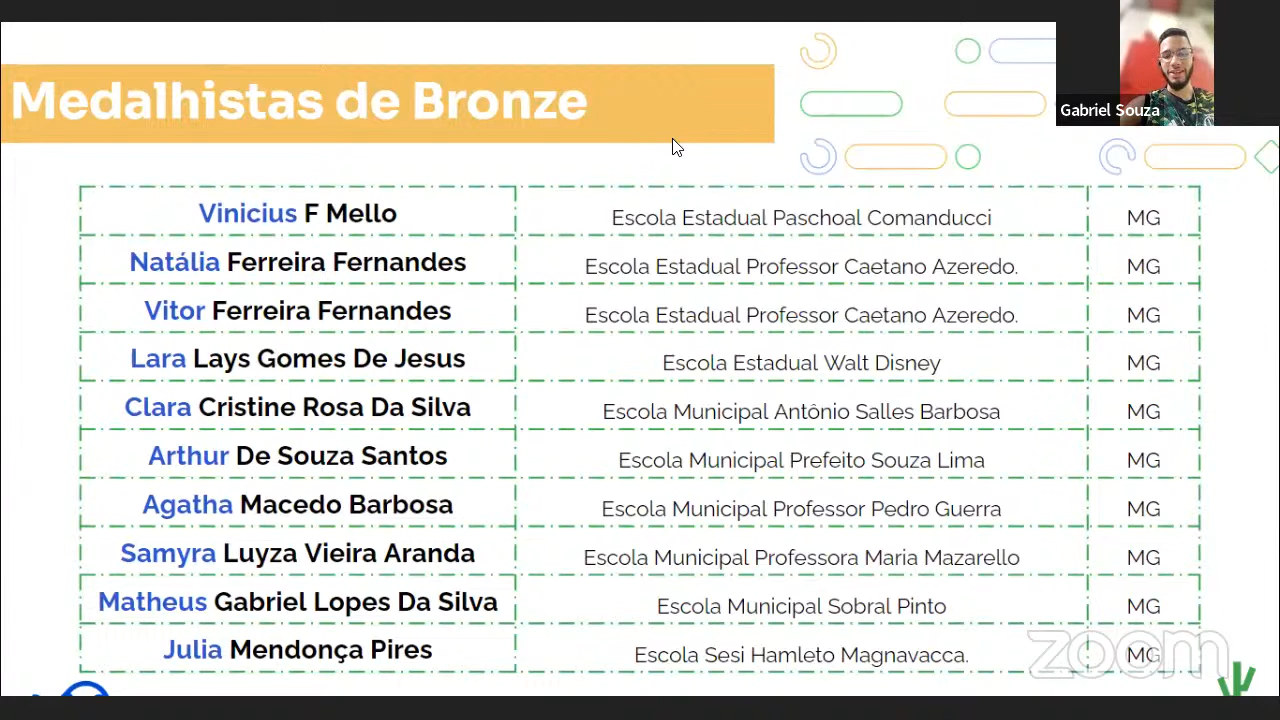 Medalhistas de Bronze
Gabriel Souza
Vinicius F Mello Escola Estadual Paschoal Comanducci MG
Natália Ferreira Fernandes Escola Estadual Professor Caetano Azeredo. MG
Vitor Ferreira Fernandes Escola Estadual Professor Caetano Azeredo. MG
Lara Lays Gomes De Jesus Escola Estadual Walt Disney MG
Clara Cristine Rosa Da Silva Escola Municipal Antônio Salles Barbosa MG
Arthur De Souza Santos Escola Municipal Prefeito Souza Lima MG
Agatha Macedo Barbosa Escola Municipal Professor Pedro Guerra MG
Samyra Luyza Vieira Aranda Escola Municipal Professora Maria Mazarello MG
Matheus Gabriel Lopes Da Silva Escola Municipal Sobral Pinto MG
Julia Mendonça Pires Escola Sesi Hamleto Magnavacca. MG
zoom